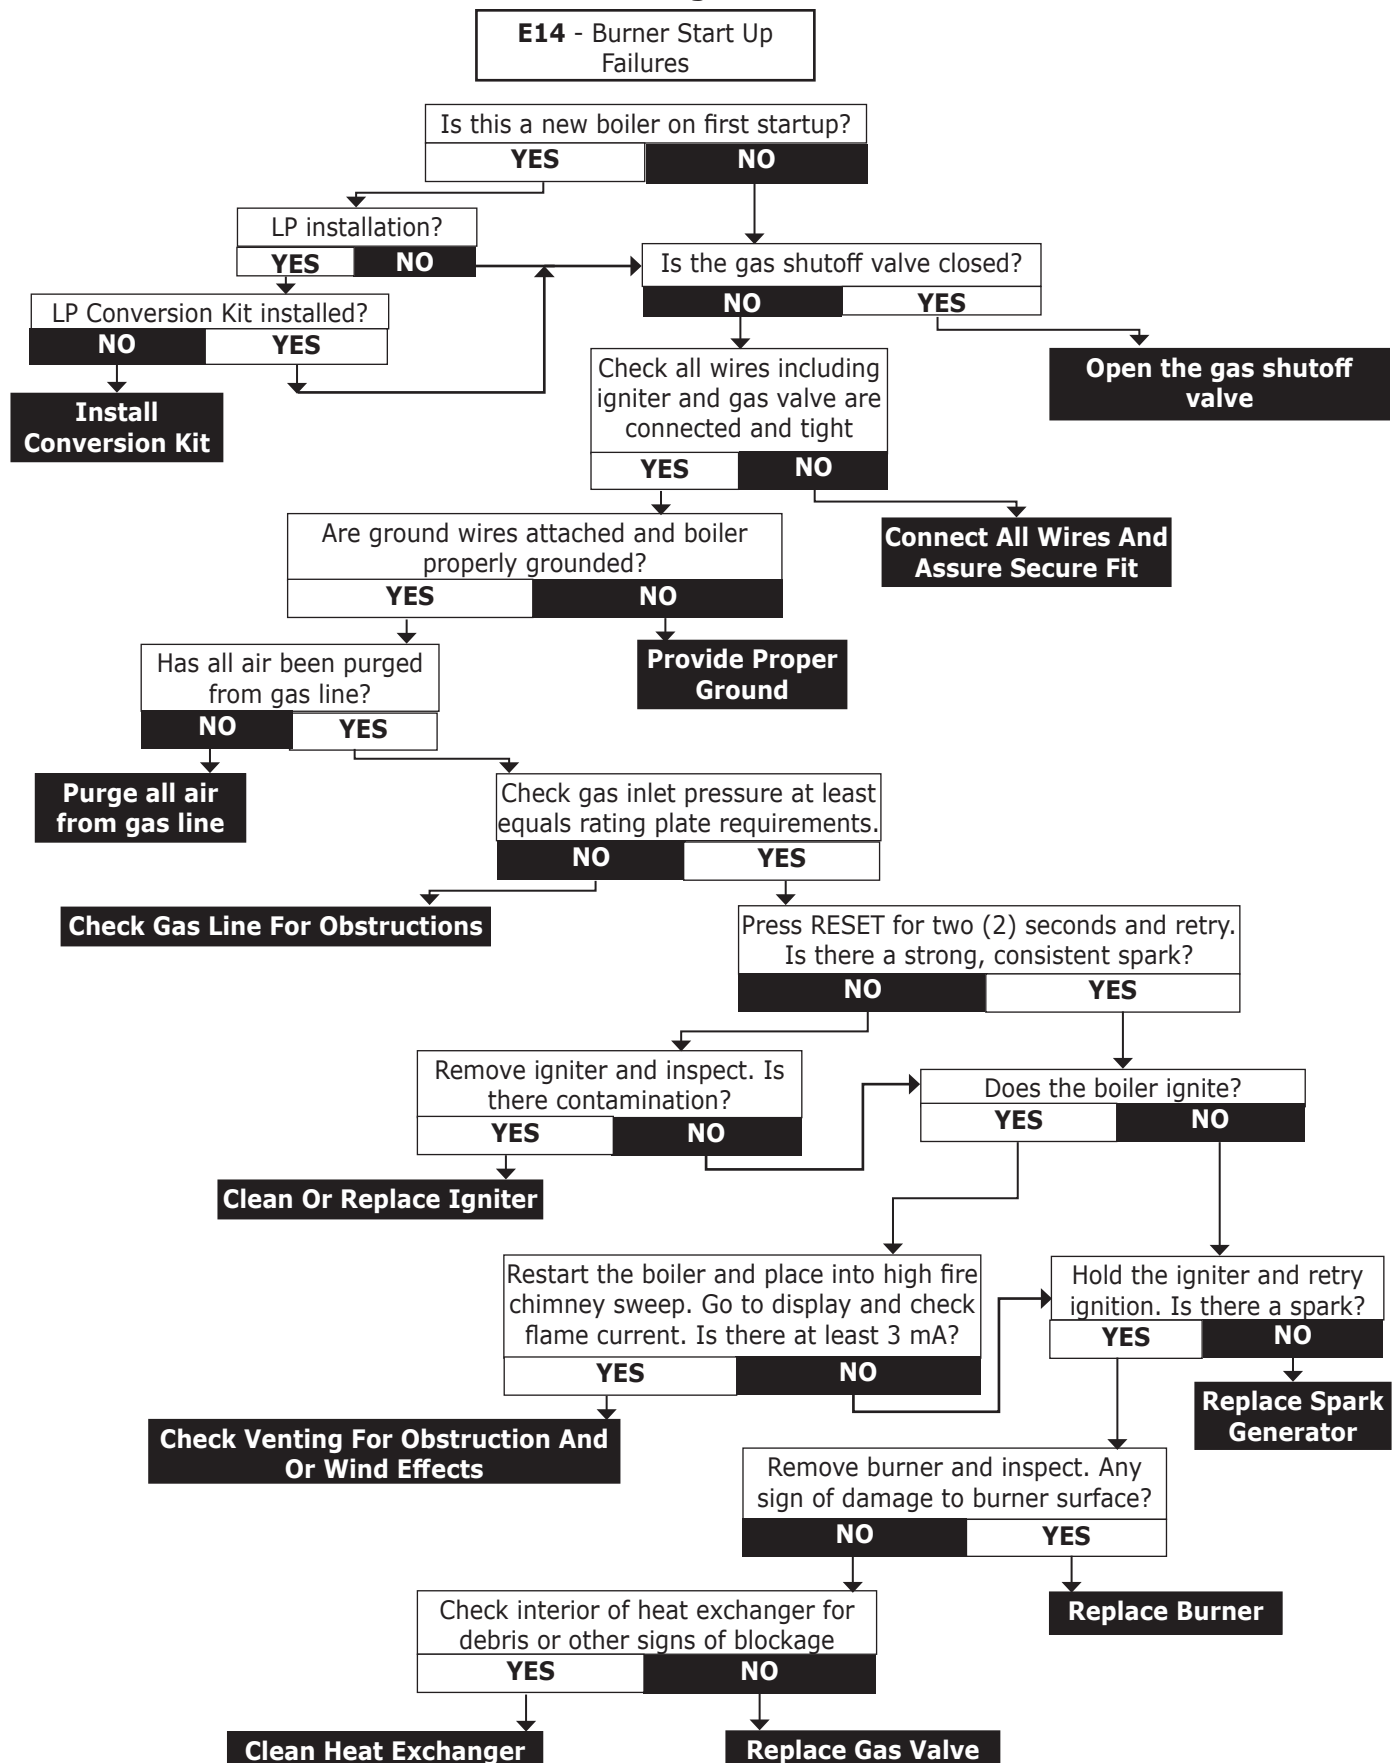 E14 - Burner Start Up
Failures
Is this a new boiler on first startup?
YES
NO
LP installation?
YES
NO
Is the gas shutoff valve closed?
NO
YES
LP Conversion Kit installed?
NO
YES
Open the gas shutoff
valve
Install
Conversion Kit
Check all wires including
igniter and gas valve are
connected and tight
YES
NO
Connect All Wires And
Assure Secure Fit
Are ground wires attached and boiler
properly grounded?
YES
NO
Provide Proper
Ground
Has all air been purged
from gas line?
NO
YES
Purge all air
from gas line
Check gas inlet pressure at least
equals rating plate requirements.
NO
YES
Check Gas Line For Obstructions
Press RESET for two (2) seconds and retry.
Is there a strong, consistent spark?
NO
YES
Remove igniter and inspect. Is
there contamination?
YES
NO
Does the boiler ignite?
YES
NO
Clean Or Replace Igniter
Restart the boiler and place into high fire
chimney sweep. Go to display and check
flame current. Is there at least 3 mA?
YES
NO
Hold the igniter and retry
ignition. Is there a spark?
YES
NO
Replace Spark
Generator
Check Venting For Obstruction And
Or Wind Effects
Remove burner and inspect. Any
sign of damage to burner surface?
NO
YES
Replace Burner
Check interior of heat exchanger for
debris or other signs of blockage
YES
NO
Clean Heat Exchanger
Replace Gas Valve